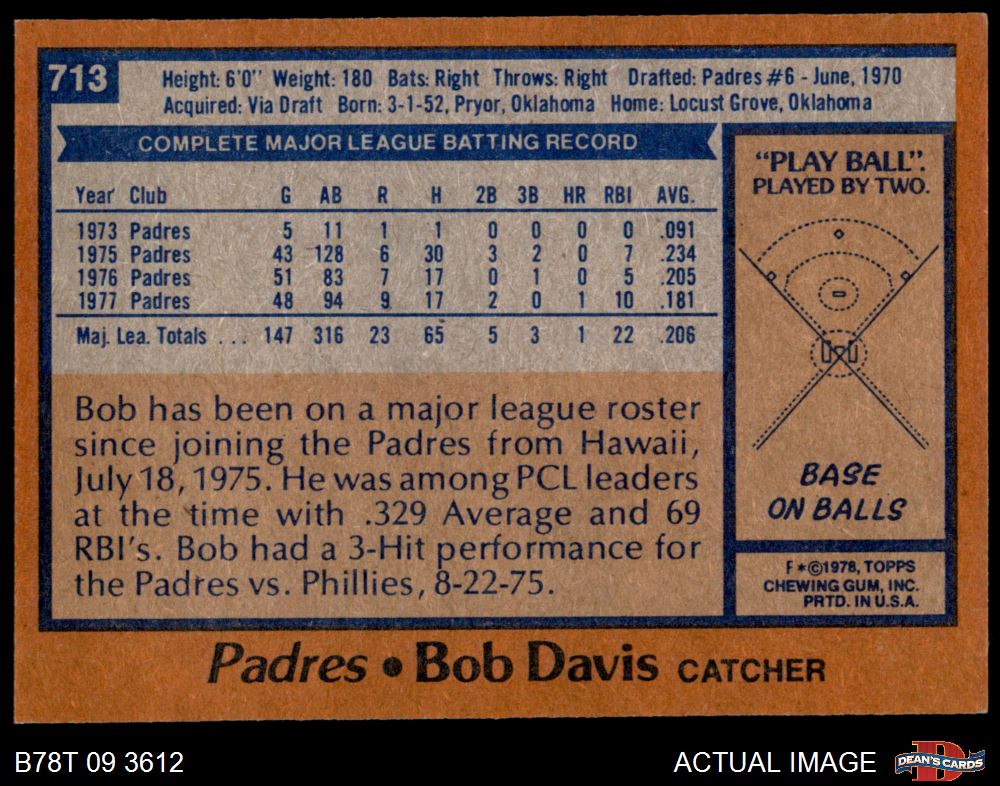 713
Height: 6'0" Weight: 180 Bats: Right Throws: Right Drafted: Padres #6 - June, 1970
Acquired: Via Draft Born: 3-1-52, Pryor, Oklahoma Home: Locust Grove, Oklahoma
COMPLETE MAJOR LEAGUE BATTING RECORD
Year Club G AB R H 2B 3B HR RBI AVG.
1973 Padres 5 11 1 1 0 0 0 0 .091
1975 Padres 43 128 6 30 3 2 0 7 .234
1976 Padres 51 83 7 17 0 1 0 5 .205
1977 Padres 48 94 9 17 2 0 1 10 .181
Maj. Lea. Totals . . . 147 316 23 65 5 3 1 22 .206
Bob has been on a major league roster
since joining the Padres from Hawaii,
July 18, 1975. He was among PCL leaders
at the time with .329 Average and 69
RBI's. Bob had a 3-Hit performance for
the Padres vs. Phillies, 8-22-75.
"PLAY BALL".
PLAYED BY TWO.
BASE
ON BALLS
F*©1978, TOPPS
CHEWING GUM, INC.
PRTD. IN U.S.A.
Padres • Bob Davis CATCHER
B78T 09 3612
ACTUAL IMAGE
D
DEAN'S CARDS